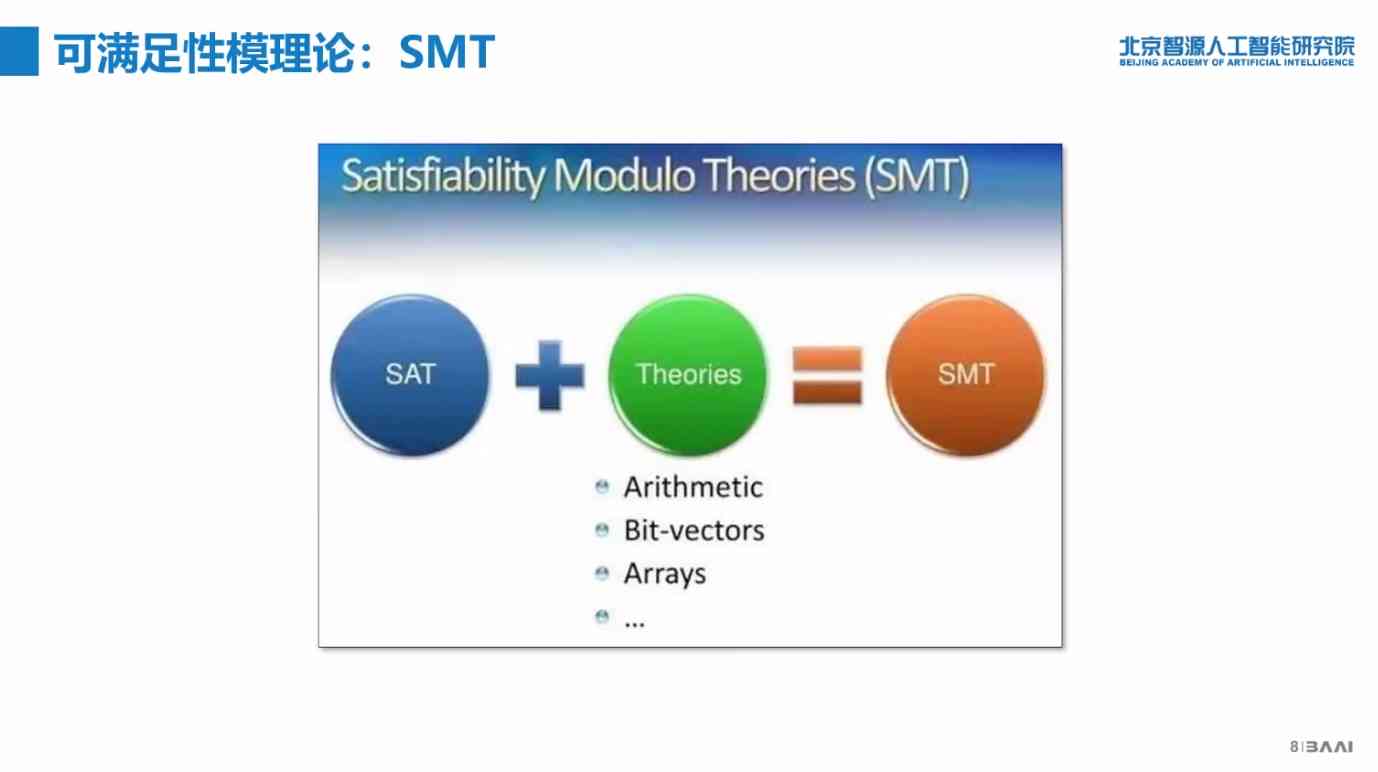 可满足性模理论：SMT
北京智源人工智能研究院
BEIJING ACADEMY OF ARTIFICIAL INTELLIGENCE
Satisfiability Modulo Theories (SMT)
SAT
Theories
SMT
Arithmetic
Bit-vectors
Arrays
...
8|BAAI